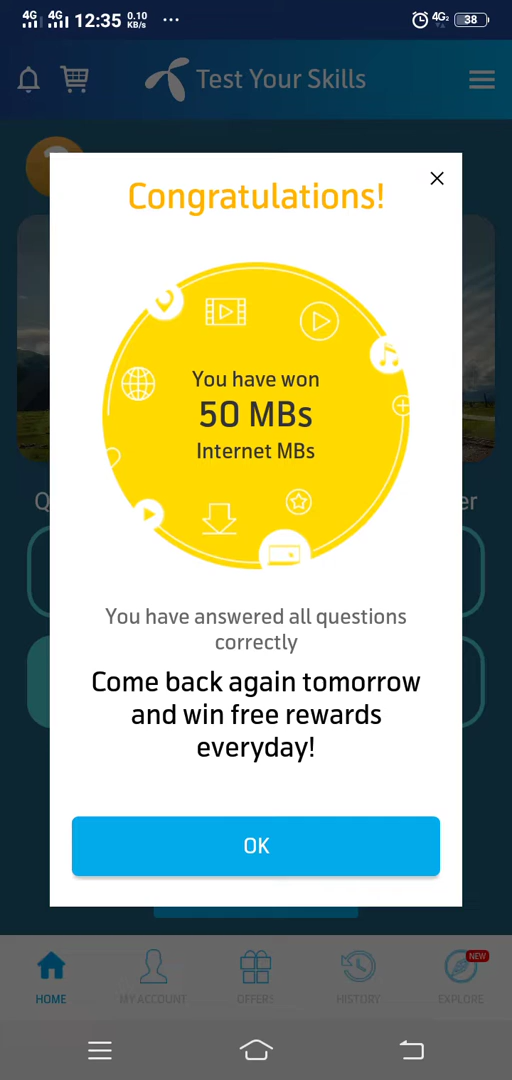 4G 4G 12:35 0.10 KB/s ... 4G2 38
Test Your Skills
Congratulations!
You have won
50 MBs
Internet MBs
Q er
You have answered all questions
correctly
Come back again tomorrow
and win free rewards
everyday!
OK
NEW
HOME MY ACCOUNT OFFERS HISTORY EXPLORE